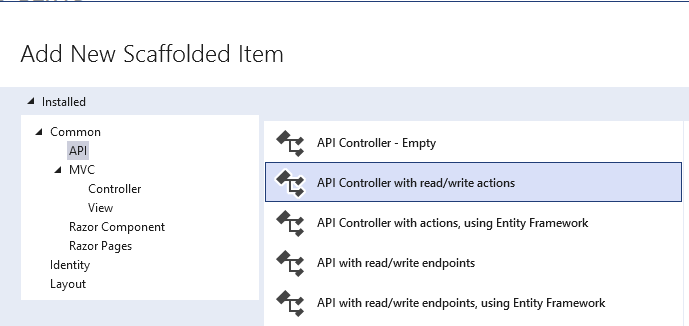 Add New Scaffolded Item
Installed
Common
API
MVC
Controller
View
Razor Component
Razor Pages
Identity
Layout
API Controller - Empty
API Controller with read/write actions
API Controller with actions, using Entity Framework
API with read/write endpoints
API with read/write endpoints, using Entity Framework